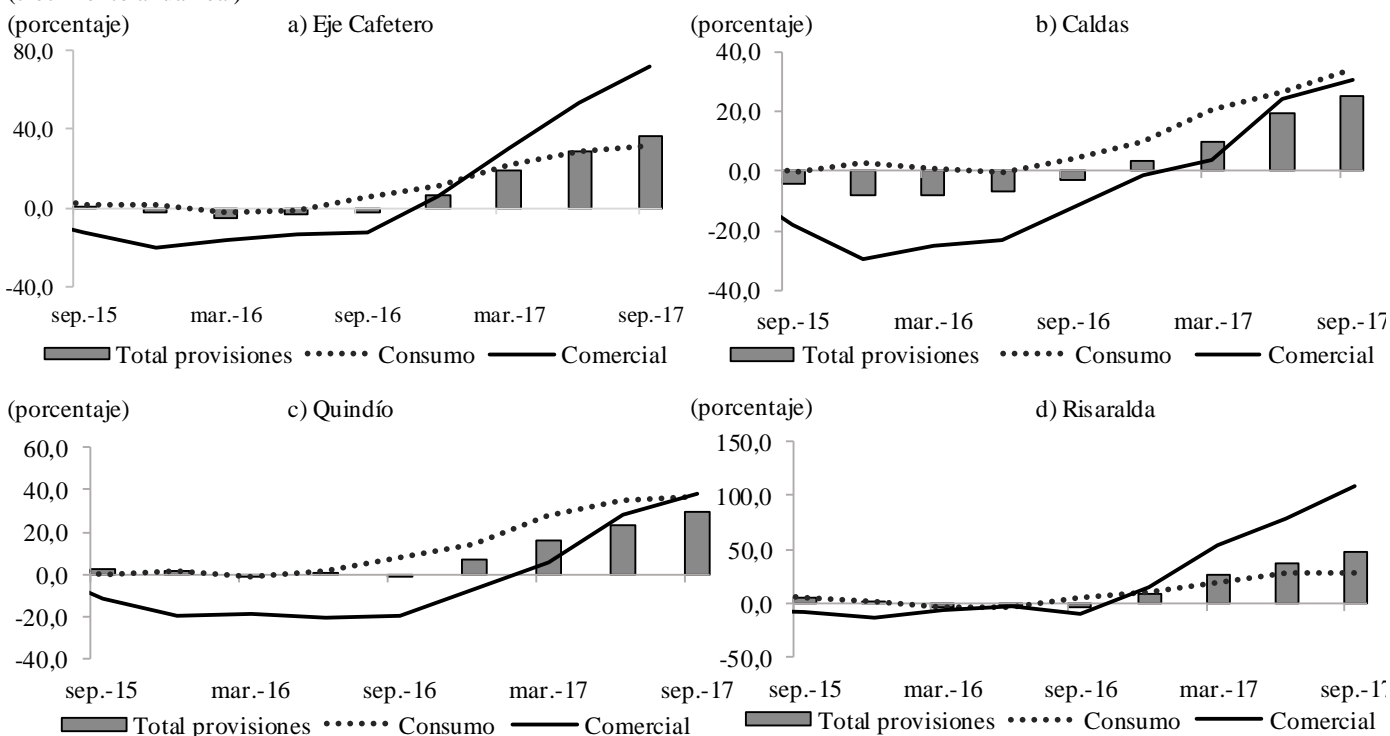 (porcentaje) a) Eje Cafetero
80,0
40,0
0,0
-40,0
sep.-15 mar.-16 sep.-16 mar.-17 sep.-17
Total provisiones Consumo Comercial
(porcentaje) b) Caldas
40,0
20,0
0,0
-20,0
-40,0
sep.-15 mar.-16 sep.-16 mar.-17 sep.-17
Total provisiones Consumo Comercial
(porcentaje) c) Quindío
60,0
40,0
20,0
0,0
-20,0
-40,0
sep.-15 mar.-16 sep.-16 mar.-17 sep.-17
Total provisiones Consumo Comercial
(porcentaje) d) Risaralda
150,0
100,0
50,0
0,0
-50,0
sep.-15 mar.-16 sep.-16 mar.-17 sep.-17
Total provisiones Consumo Comercial